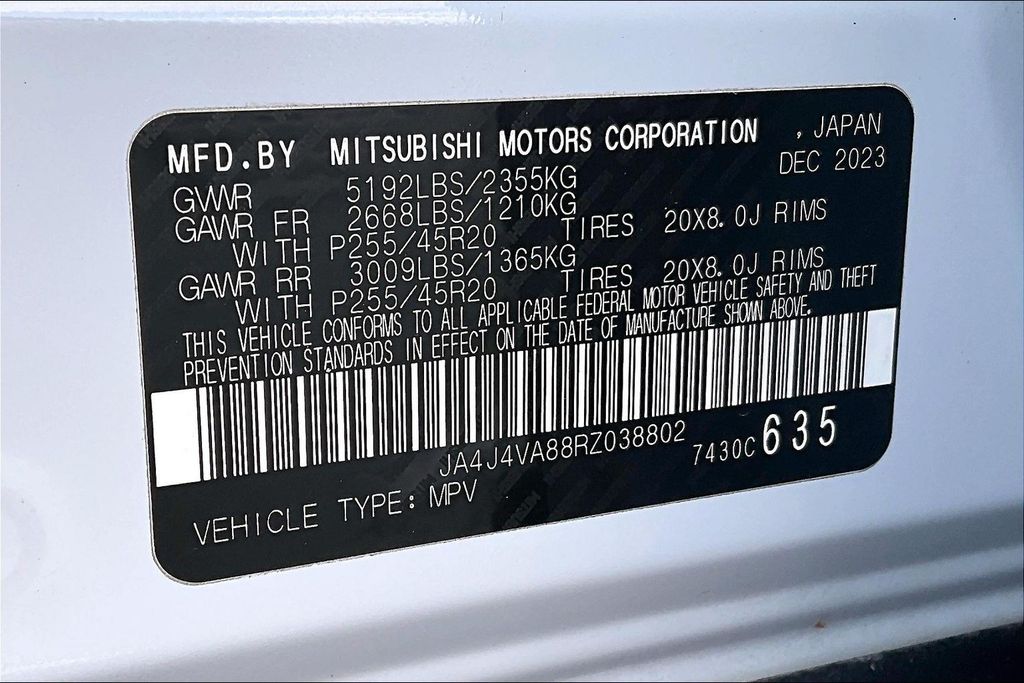 MFD.BY MITSUBISHI MOTORS CORPORATION , JAPAN
DEC 2023
GVWR 5192LBS/2355KG
GAWR FR 2668LBS/1210KG
WITH P255/45R20 TIRES 20X8.0J RIMS
GAWR RR 3009LBS/1365KG
WITH P255/45R20 TIRES 20X8.0J RIMS
THIS VEHICLE CONFORMS TO ALL APPLICABLE FEDERAL MOTOR VEHICLE SAFETY AND THEFT
PREVENTION STANDARDS IN EFFECT ON THE DATE OF MANUFACTURE SHOWN ABOVE.
JA4J4VA88RZ038802 7430C 635
VEHICLE TYPE: MPV